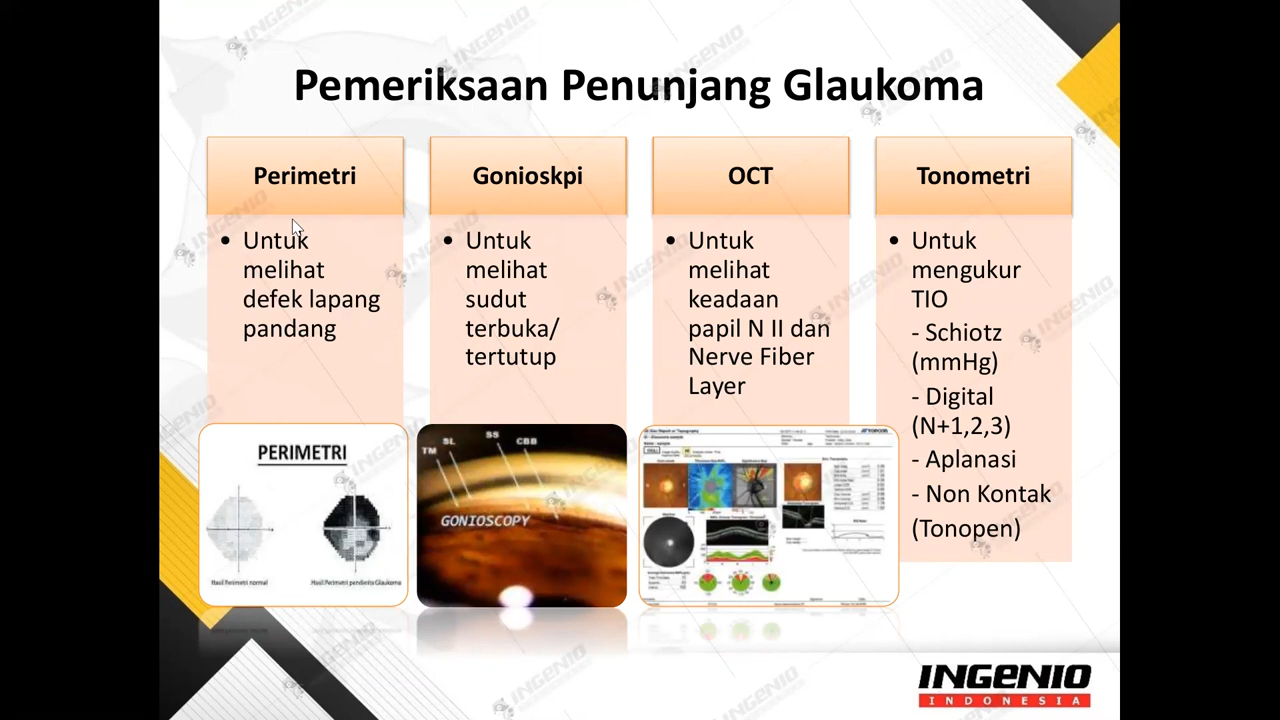 Pemeriksaan Penunjang Glaukoma
Perimetri
• Untuk
melihat
defek lapang
pandang
Gonioskpi
• Untuk
melihat
sudut
terbuka/
tertutup
OCT
• Untuk
melihat
keadaan
papil N II dan
Nerve Fiber
Layer
Tonometri
• Untuk
mengukur
TIO
- Schiotz
(mmHg)
- Digital
(N+1,2,3)
- Aplanasi
- Non Kontak
(Tonopen)
PERIMETRI
Hasil Perimetri normal
Hasil Perimetri penderita Glaukoma
TM
SL
SS
CBB
GONIOSCOPY
TOPCON
INGENIO
INDONESIA